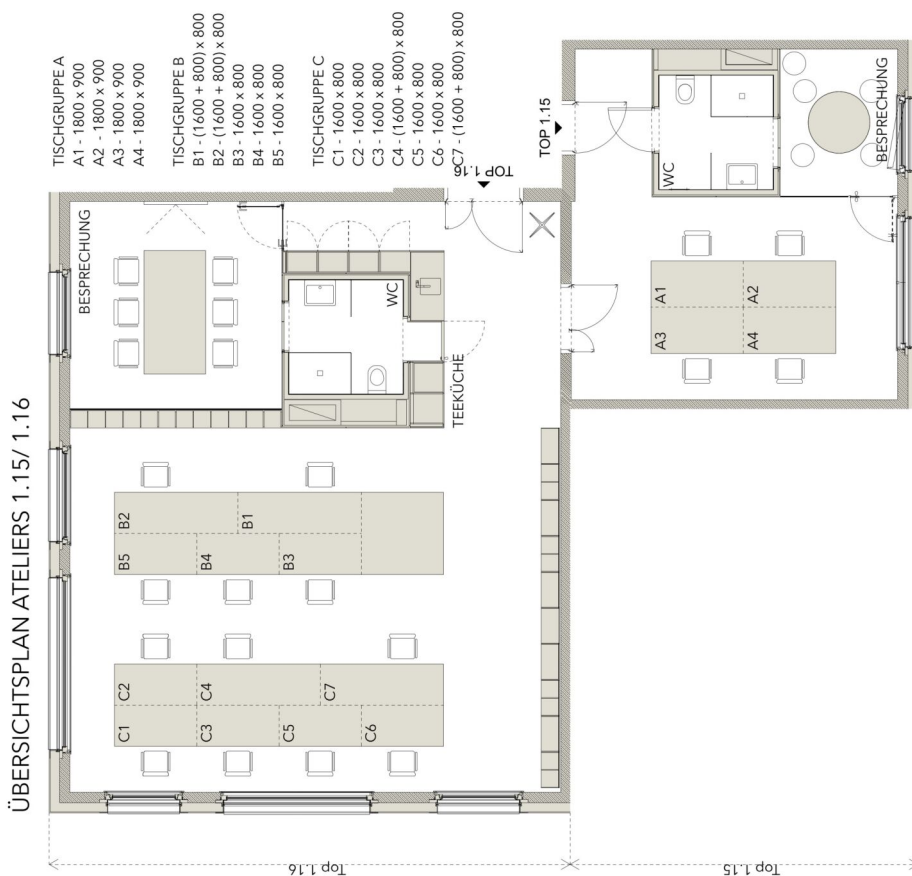 ÜBERSICHTSPLAN ATELIERS 1.15/ 1.16
TISCHGRUPPE A
A1 - 1800 x 900
A2 - 1800 x 900
A3 - 1800 x 900
A4 - 1800 x 900
TISCHGRUPPE B
B1 - (1600 + 800) x 800
B2 - (1600 + 800) x 800
B3 - 1600 x 800
B4 - 1600 x 800
B5 - 1600 x 800
TISCHGRUPPE C
C1 - 1600 x 800
C2 - 1600 x 800
C3 - 1600 x 800
C4 - (1600 + 800) x 800
C5 - 1600 x 800
C6 - 1600 x 800
C7 - (1600 + 800) x 800
BESPRECHUNG
WC
TEEKÜCHE
TOP 1.16
TOP 1.15
B2
B1
B5
B4
B3
C2
C4
C7
C1
C3
C5
C6
WC
BESPRECHUNG
A1
A2
A3
A4
Top 1.16
Top 1.15